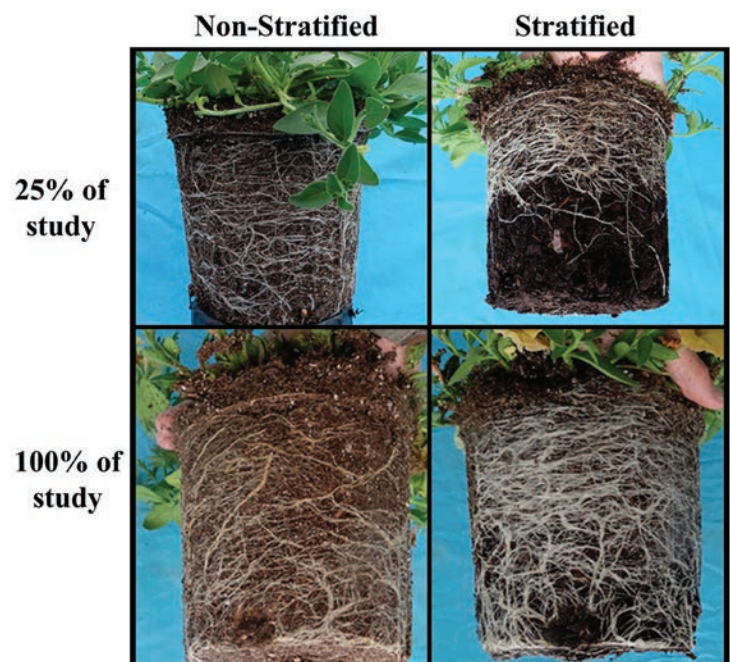 Non-Stratified
Stratified
25% of
study
100% of
study